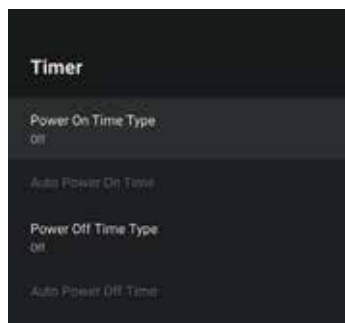 Timer
Power On Time Type
Off
Auto Power On Time
Power Off Time Type
Off
Auto Power Off Time